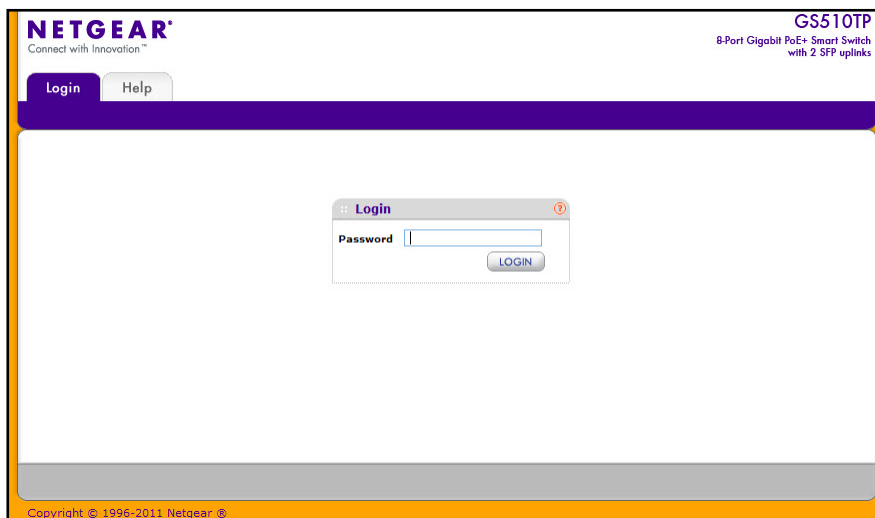 NETGEAR®
Connect with Innovation™
GS510TP
8-Port Gigabit PoE+ Smart Switch
with 2 SFP uplinks
Login
Help
Login
?
Password
LOGIN
Copyright © 1996-2011 Netgear ®